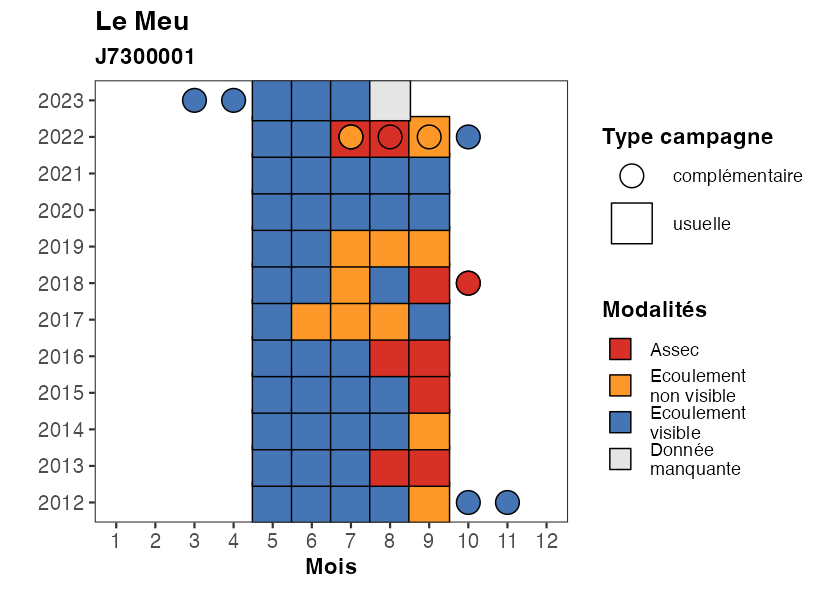 Le Meu
J7300001
2023
2022
2021
2020
2019
2018
2017
2016
2015
2014
2013
2012
1 2 3 4 5 6 7 8 9 10 11 12
Mois
Type campagne
complémentaire
usuelle
Modalités
Assec
Ecoulement
non visible
Ecoulement
visible
Donnée
manquante